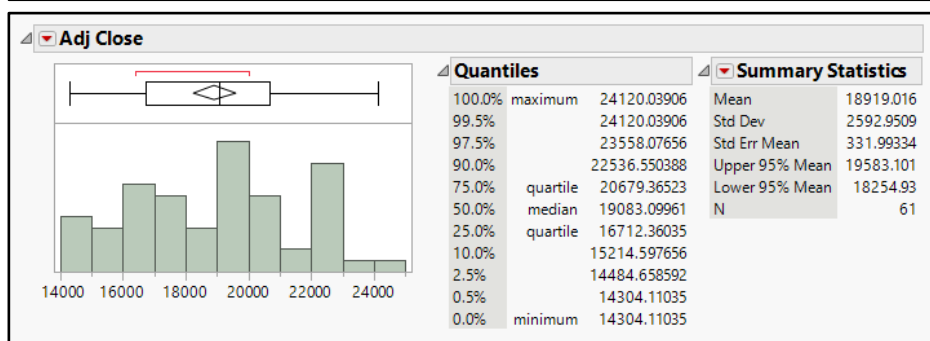 Adj Close
Quantiles
100.0% maximum 24120.03906
99.5% 24120.03906
97.5% 23558.07656
90.0% 22536.550388
75.0% quartile 20679.36523
50.0% median 19083.09961
25.0% quartile 16712.36035
10.0% 15214.597656
2.5% 14484.658592
0.5% 14304.11035
0.0% minimum 14304.11035
Summary Statistics
Mean 18919.016
Std Dev 2592.9509
Std Err Mean 331.99334
Upper 95% Mean 19583.101
Lower 95% Mean 18254.93
N 61
14000 16000 18000 20000 22000 24000